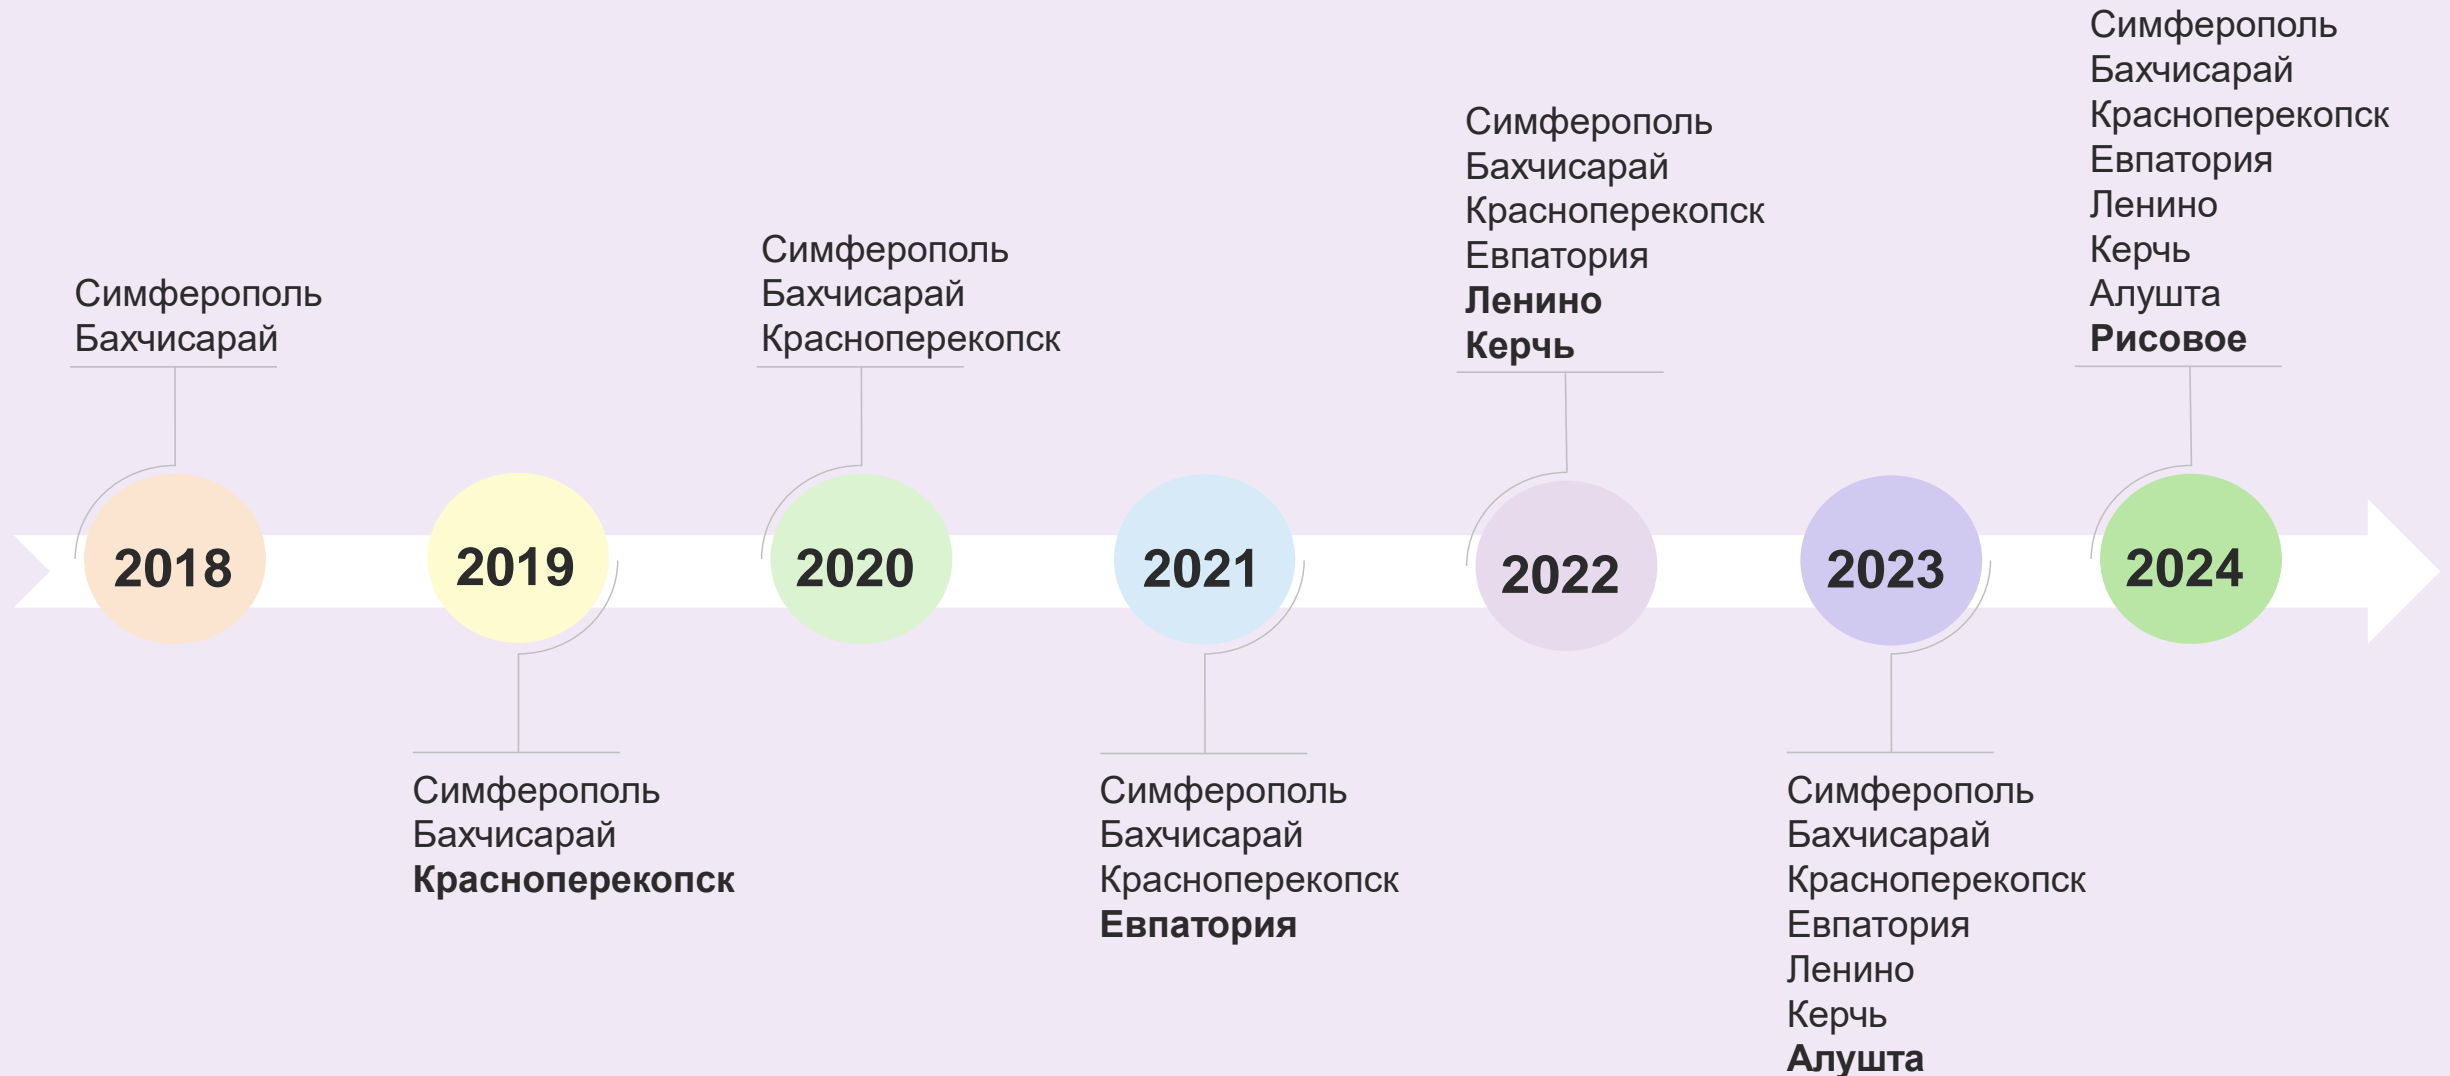 2018
Симферополь
Бахчисарай
2019
Симферополь
Бахчисарай
Красноперекопск
2020
Симферополь
Бахчисарай
Красноперекопск
2021
Симферополь
Бахчисарай
Красноперекопск
Евпатория
2022
Симферополь
Бахчисарай
Красноперекопск
Евпатория
Ленино
Керчь
2023
Симферополь
Бахчисарай
Красноперекопск
Евпатория
Ленино
Керчь
Алушта
2024
Симферополь
Бахчисарай
Красноперекопск
Евпатория
Ленино
Керчь
Алушта
Рисовое